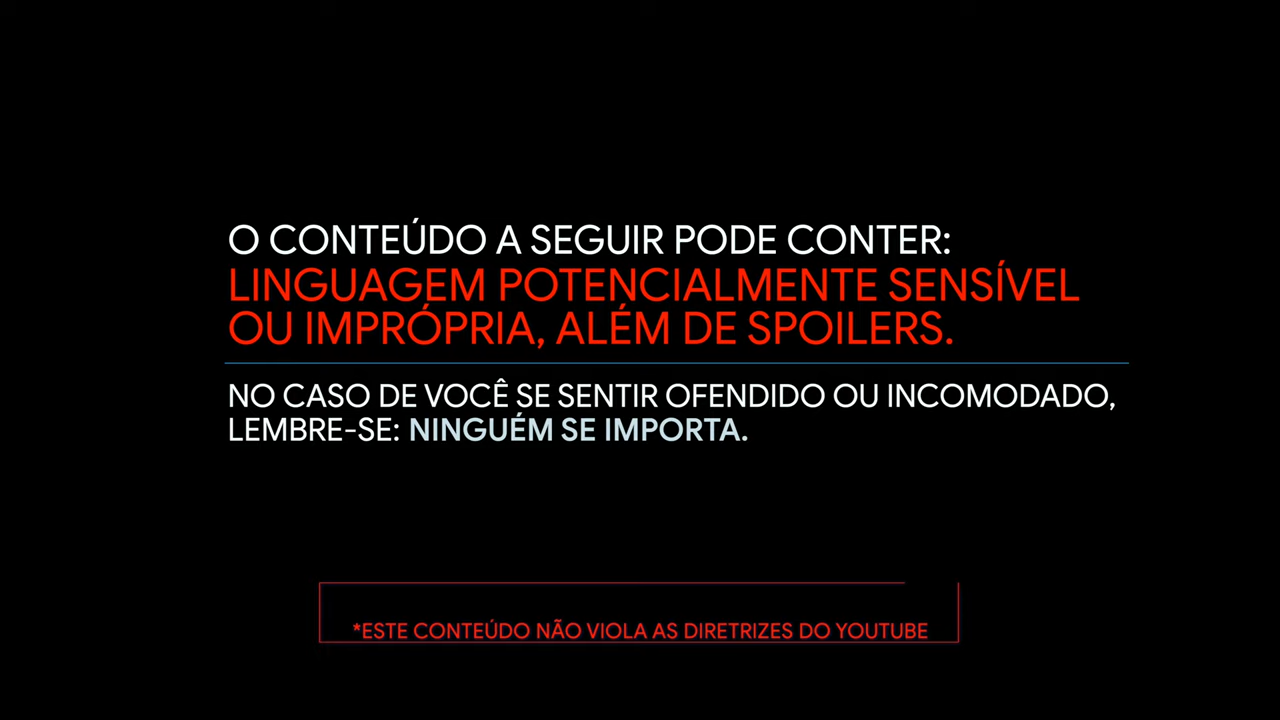 O CONTEÚDO A SEGUIR PODE CONTER:
LINGUAGEM POTENCIALMENTE SENSÍVEL
OU IMPRÓPRIA, ALÉM DE SPOILERS.
NO CASO DE VOCÊ SE SENTIR OFENDIDO OU INCOMODADO,
LEMBRE-SE: NINGUÉM SE IMPORTA.
*ESTE CONTEÚDO NÃO VIOLA AS DIRETRIZES DO YOUTUBE